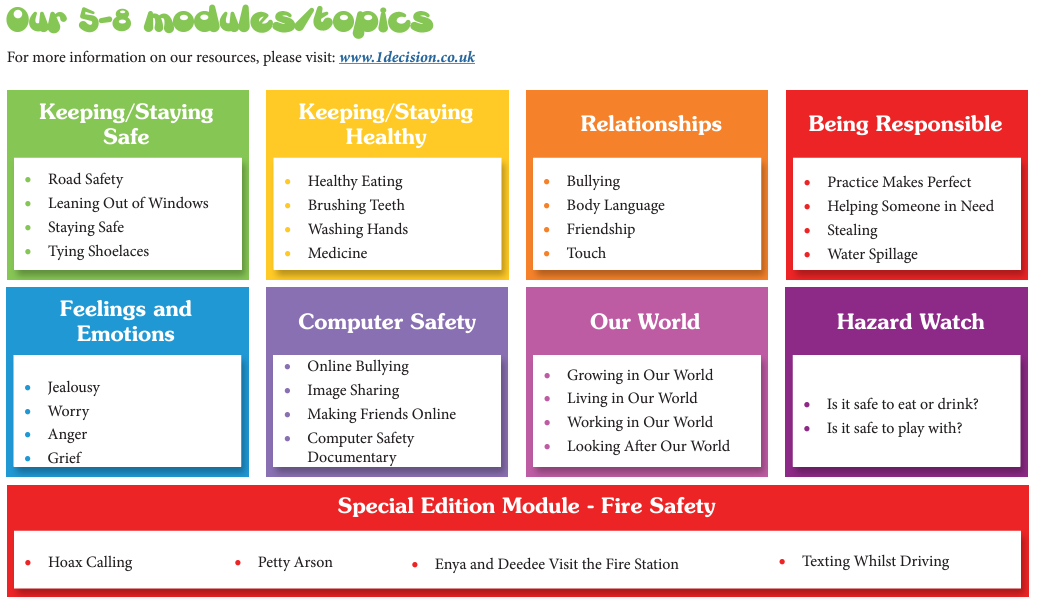 Our 5-8 modules/topics
For more information on our resources, please visit: www.1decision.co.uk
Keeping/Staying
Safe
• Road Safety
• Leaning Out of Windows
• Staying Safe
• Tying Shoelaces
Keeping/Staying
Healthy
• Healthy Eating
• Brushing Teeth
• Washing Hands
• Medicine
Relationships
• Bullying
• Body Language
• Friendship
• Touch
Being Responsible
• Practice Makes Perfect
• Helping Someone in Need
• Stealing
• Water Spillage
Feelings and
Emotions
• Jealousy
• Worry
• Anger
• Grief
Computer Safety
• Online Bullying
• Image Sharing
• Making Friends Online
• Computer Safety
Documentary
Our World
• Growing in Our World
• Living in Our World
• Working in Our World
• Looking After Our World
Hazard Watch
• Is it safe to eat or drink?
• Is it safe to play with?
Special Edition Module - Fire Safety
• Hoax Calling
• Petty Arson
• Enya and Deedee Visit the Fire Station
• Texting Whilst Driving